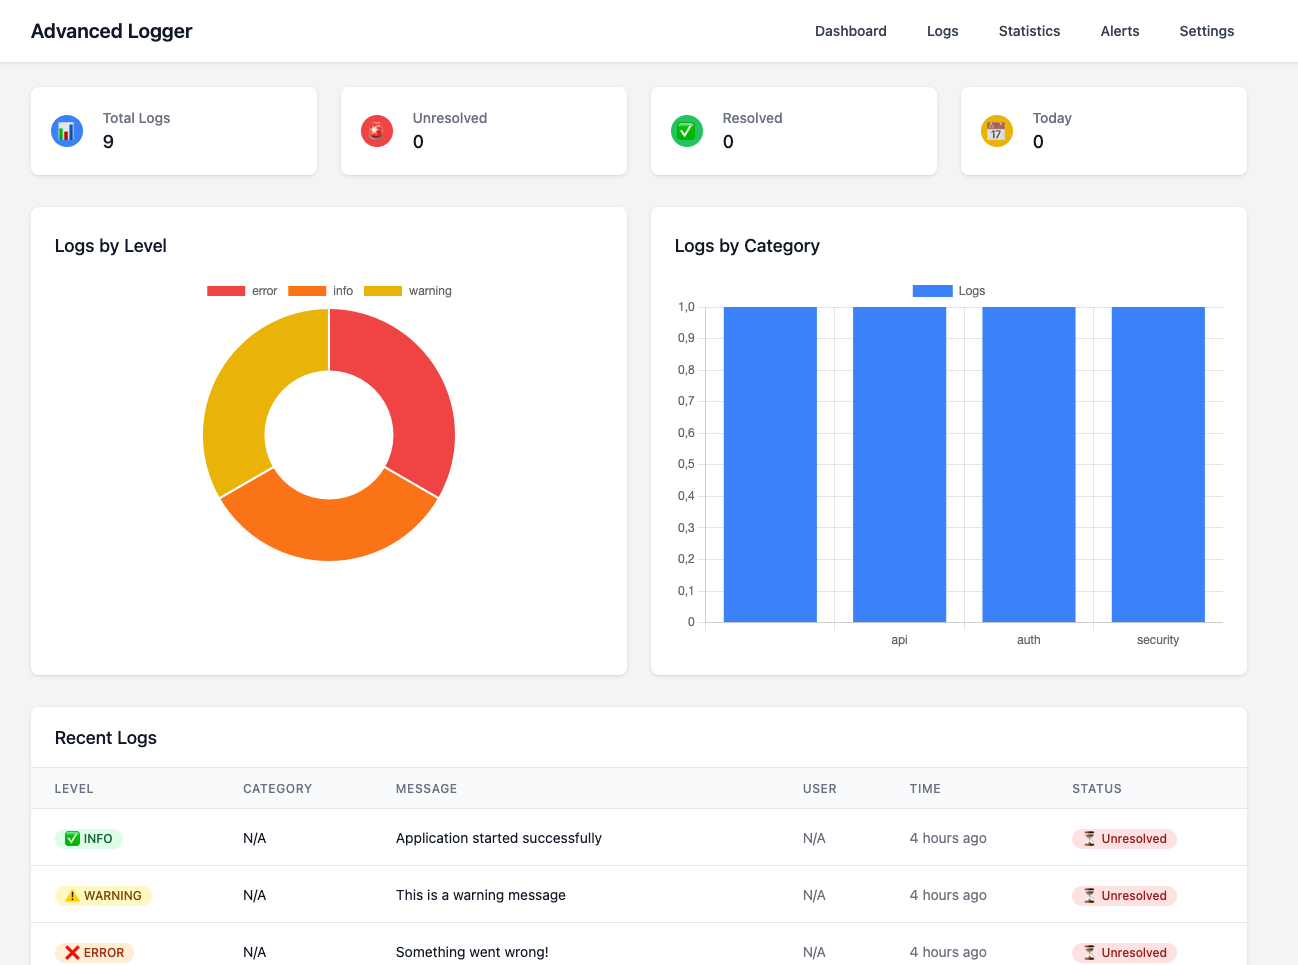 Advanced Logger
Dashboard Logs Statistics Alerts Settings
Total Logs
9
Unresolved
0
Resolved
0
Today
0
Logs by Level
error info warning
Logs by Category
Logs
1,0
0,9
0,8
0,7
0,6
0,5
0,4
0,3
0,2
0,1
0
api auth security
Recent Logs
LEVEL CATEGORY MESSAGE USER TIME STATUS
INFO N/A Application started successfully N/A 4 hours ago Unresolved
WARNING N/A This is a warning message N/A 4 hours ago Unresolved
ERROR N/A Something went wrong! N/A 4 hours ago Unresolved